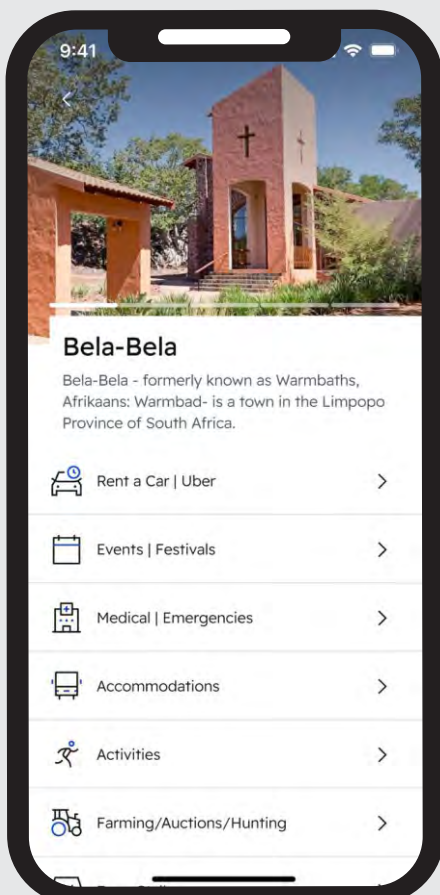 9:41
Bela-Bela
Bela-Bela - formerly known as Warmbaths,
Afrikaans: Warmbad- is a town in the Limpopo
Province of South Africa.
Rent a Car | Uber
Events | Festivals
Medical | Emergencies
Accommodations
Activities
Farming/Auctions/Hunting